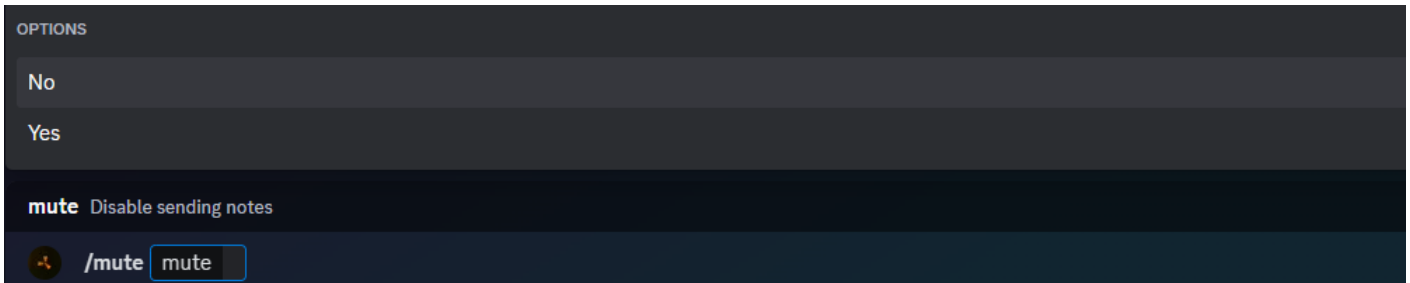 OPTIONS
No
Yes
mute Disable sending notes
/mute mute